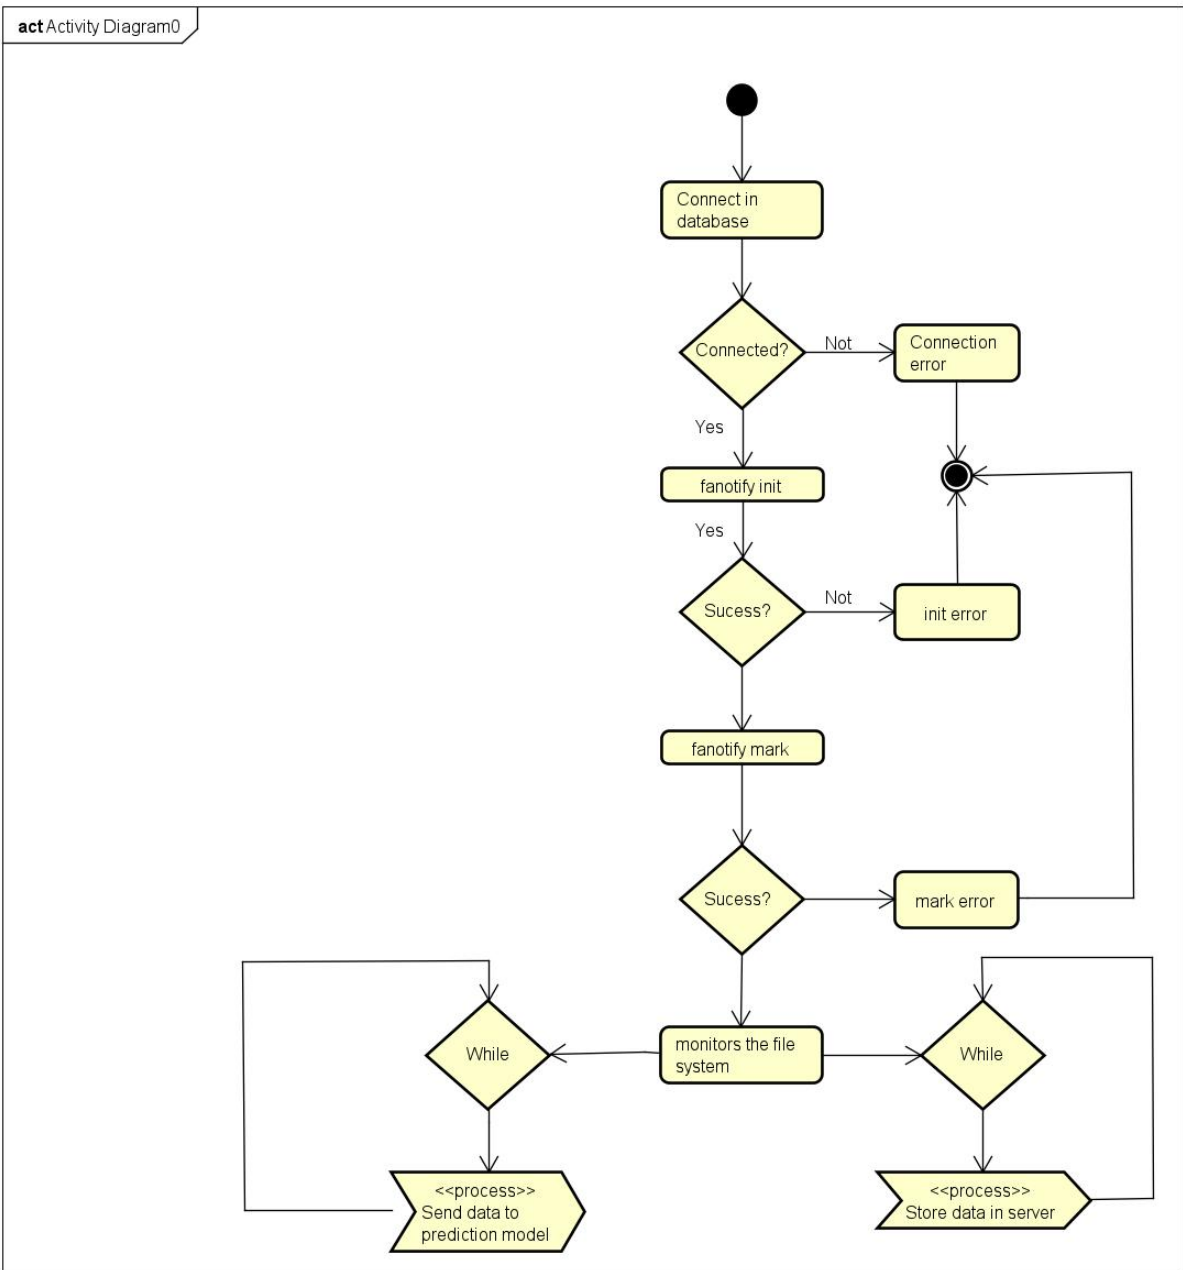 act Activity Diagram0
Connect in
database
Connected?
Not
Connection
error
Yes
fanotify init
Yes
Sucess?
Not
init error
fanotify mark
Sucess?
mark error
While
monitors the file
system
While
<<process>>
Send data to
prediction model
<<process>>
Store data in server